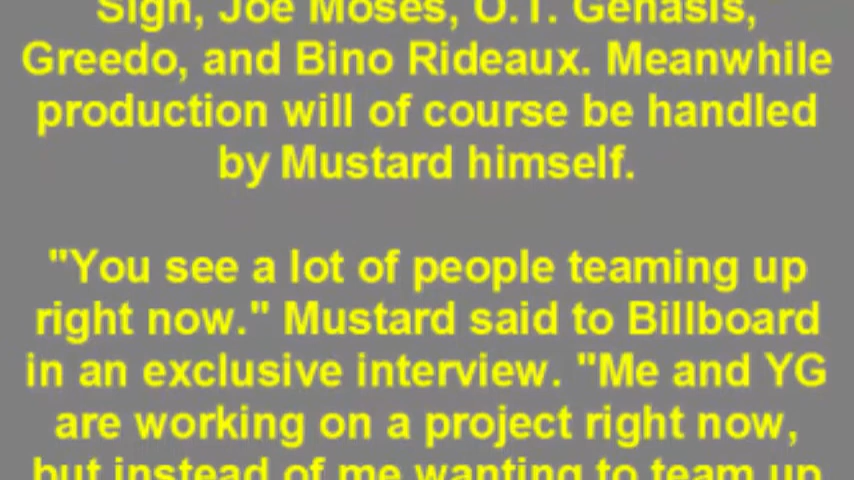 Sign, Joe Moses, O.T. Genasis,
Greedo, and Bino Rideaux. Meanwhile
production will of course be handled
by Mustard himself.
"You see a lot of people teaming up
right now." Mustard said to Billboard
in an exclusive interview. "Me and YG
are working on a project right now,
but instead of me wanting to team up